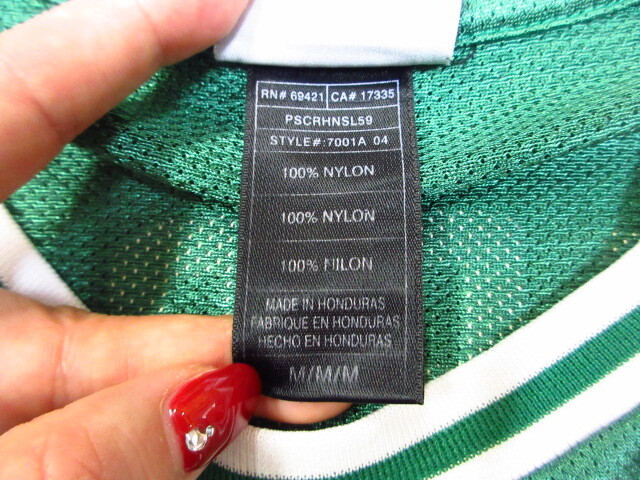 RN# 69421 CA# 17335
PSCRHNSL59
STYLE#:7001A 04
100% NYLON
100% NYLON
100% NILON
MADE IN HONDURAS
FABRIQUE EN HONDURAS
HECHO EN HONDURAS
M/M/M